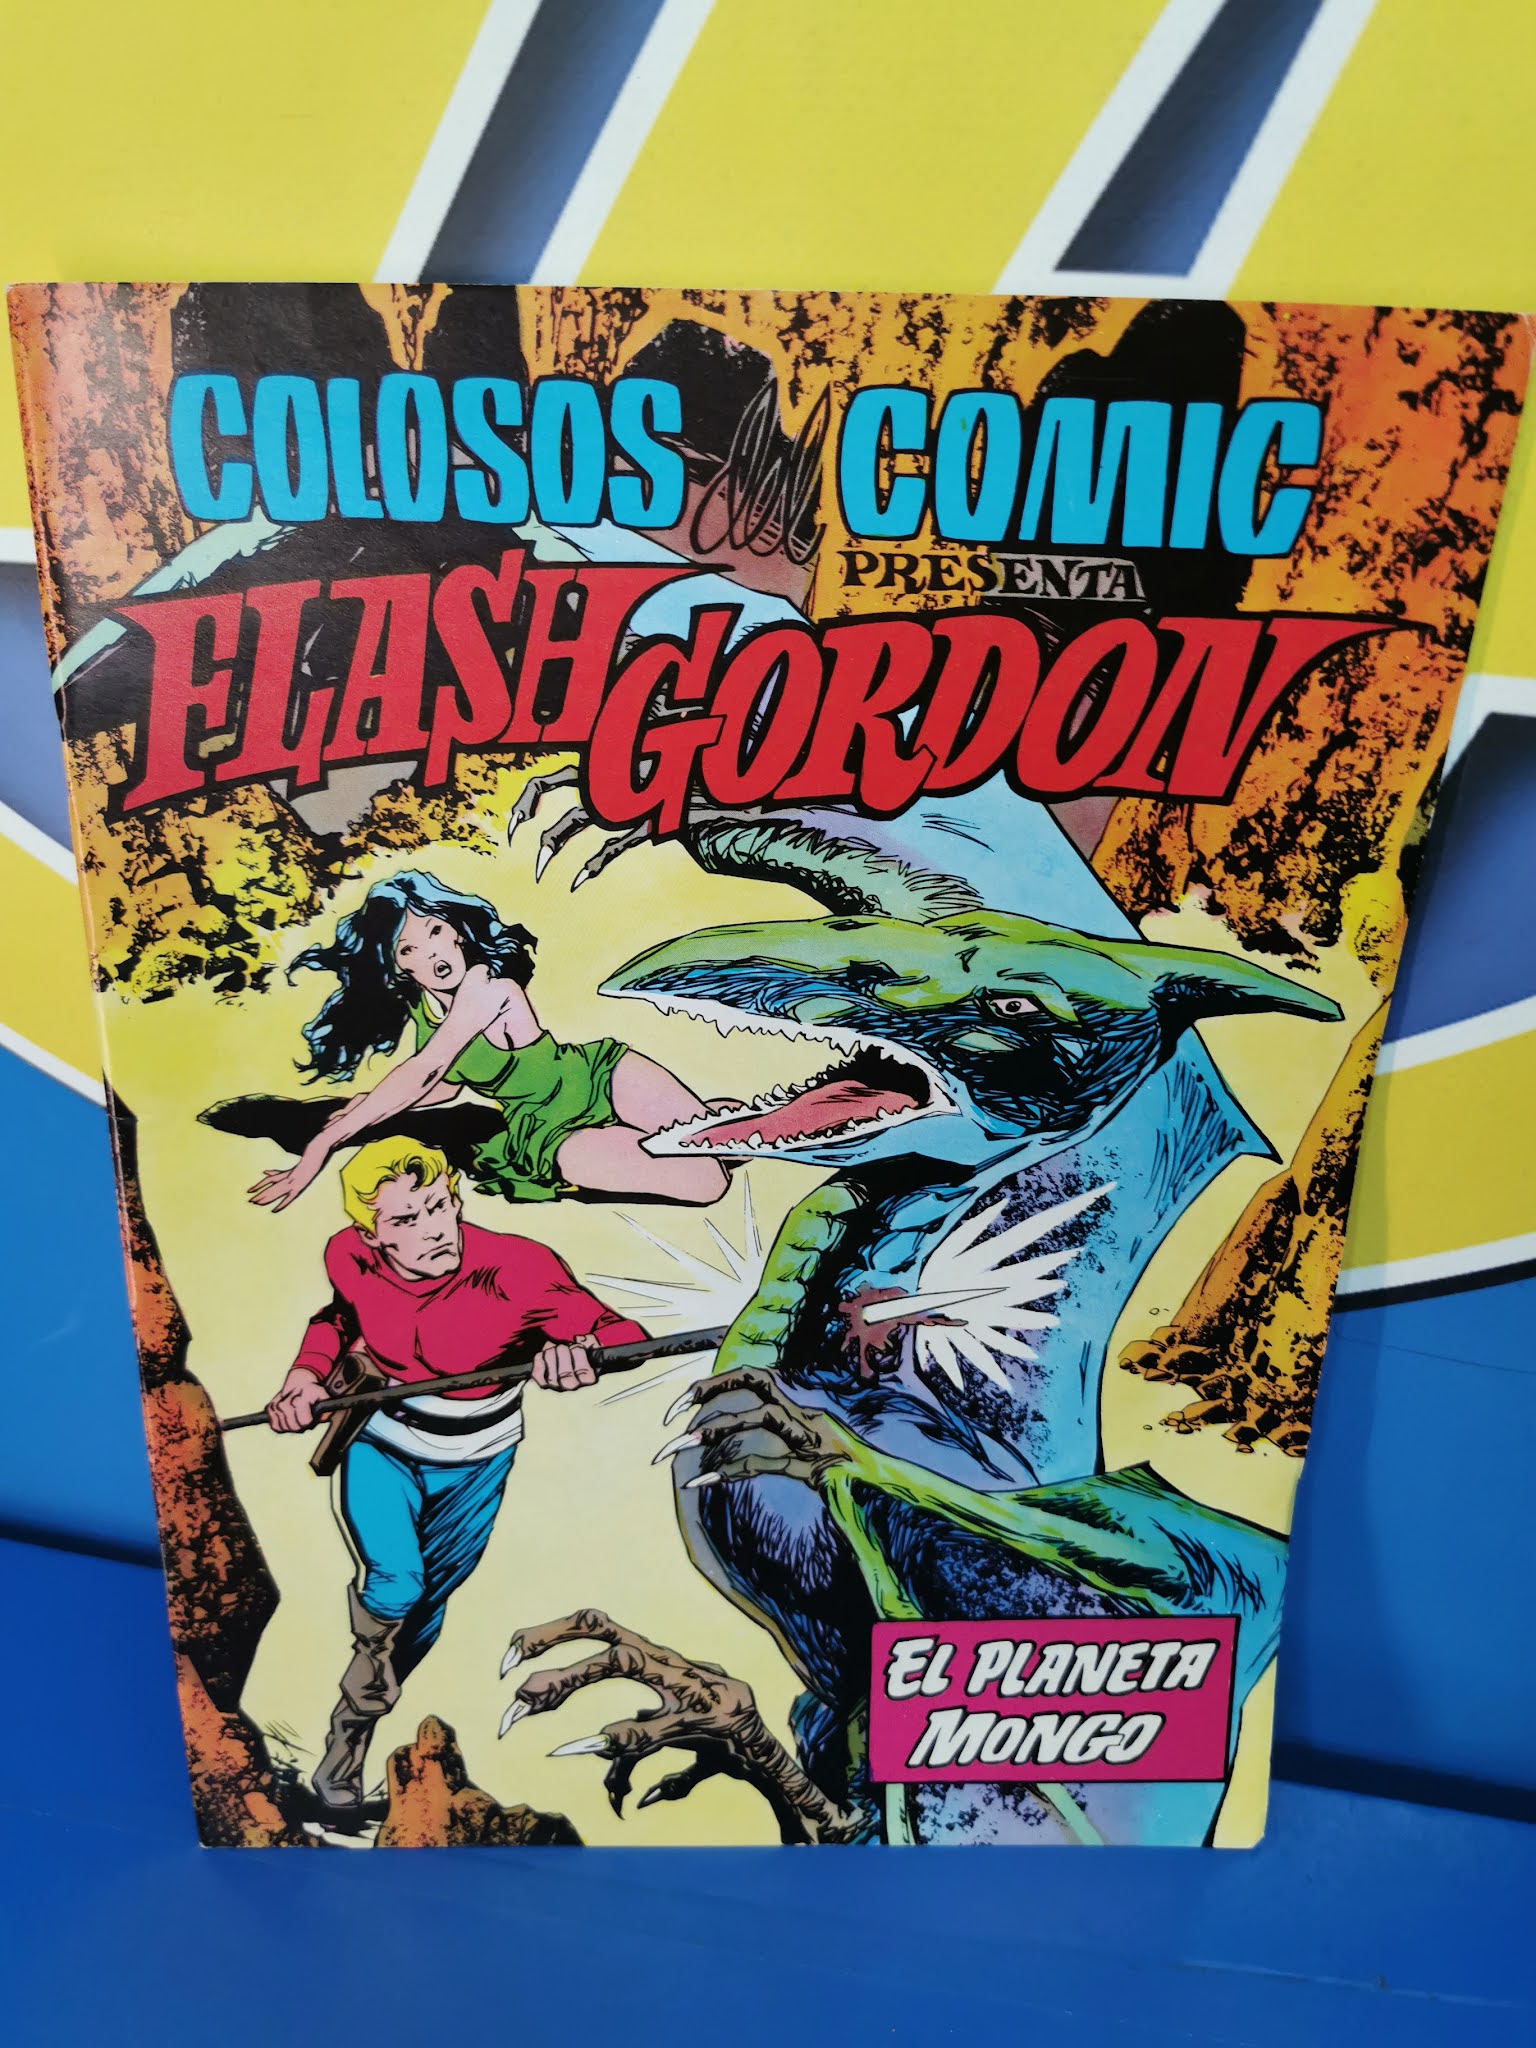 COLOSOS del COMIC
PRESENTA
FLASH GORDON
EL PLANETA
MONGO